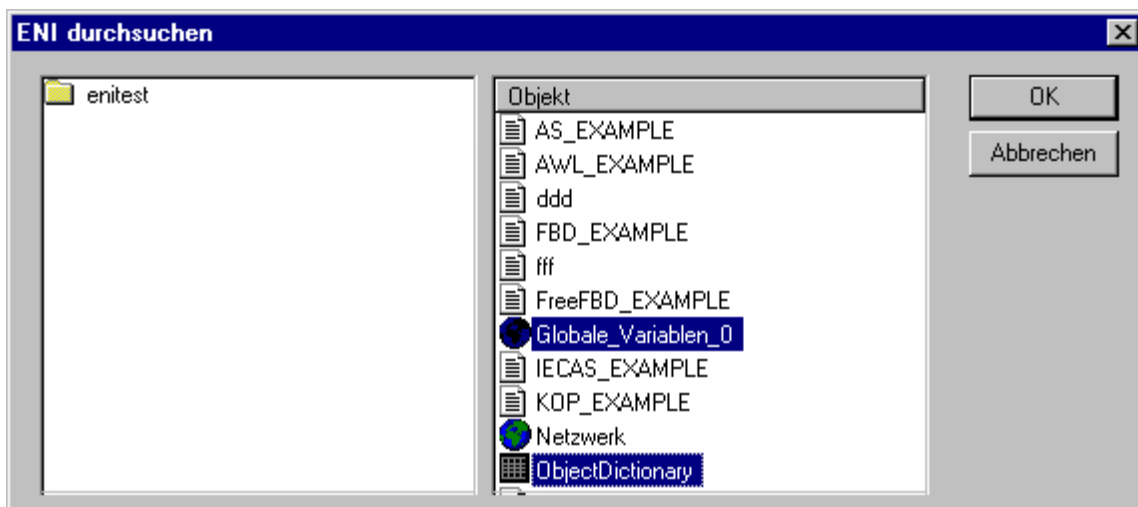 ENI durchsuchen
enitest
Objekt
AS_EXAMPLE
AWL_EXAMPLE
ddd
FBD_EXAMPLE
fff
FreeFBD_EXAMPLE
Globale_Variablen_0
IECAS_EXAMPLE
KOP_EXAMPLE
Netzwerk
ObjectDictionary
OK
Abbrechen